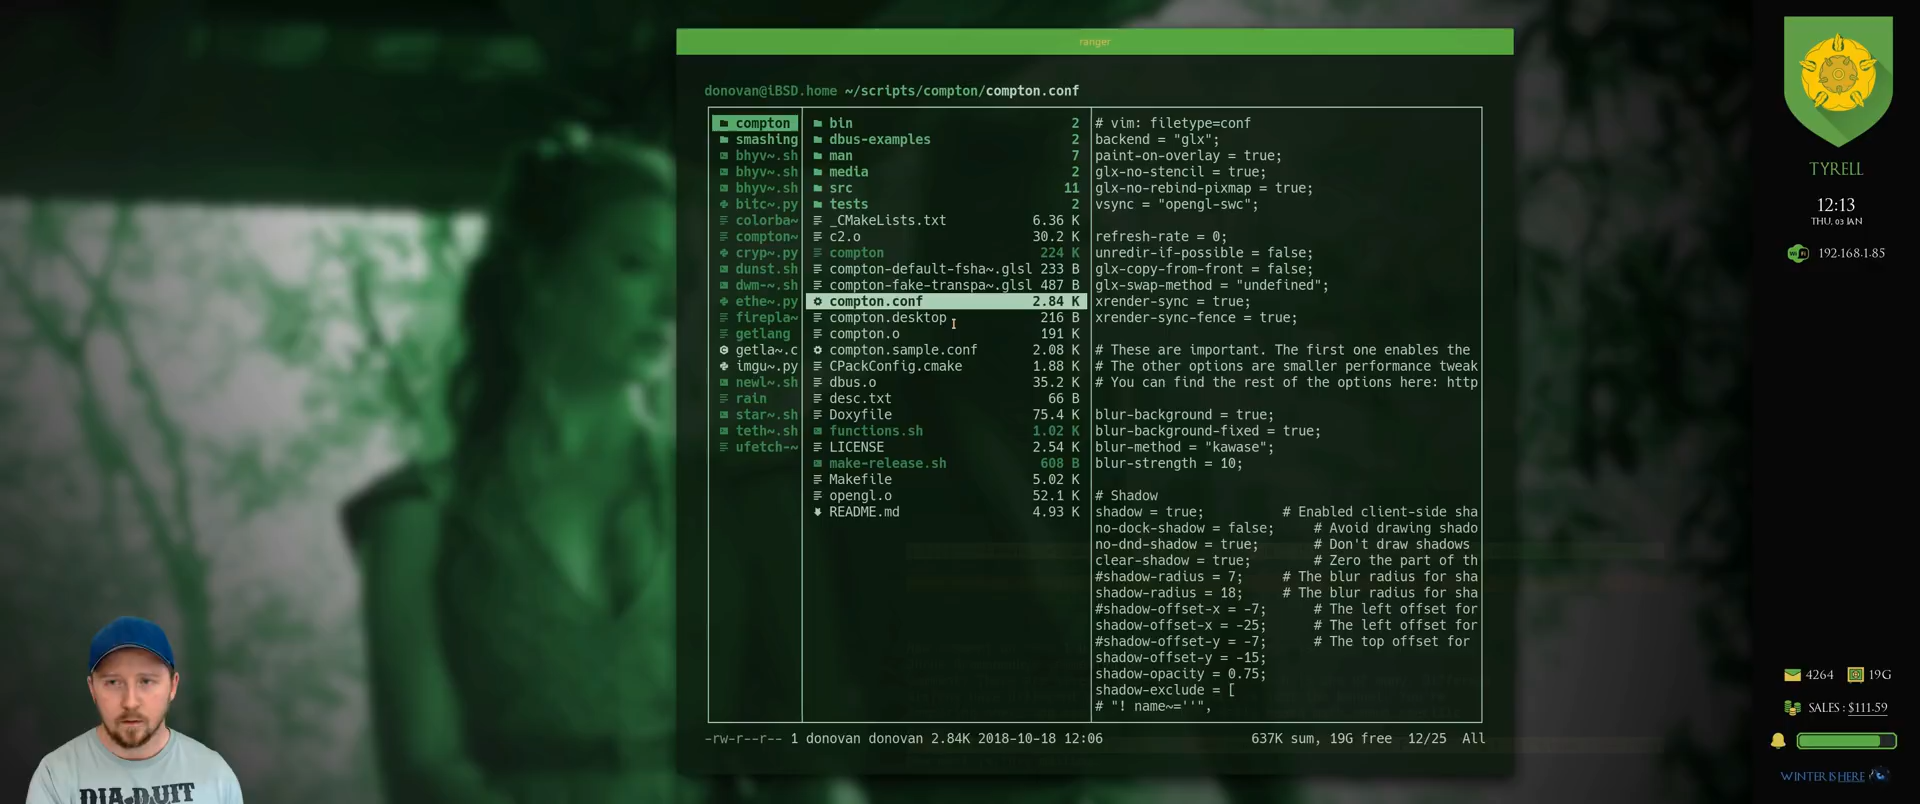 ranger
donovan@iBSD.home ~/scripts/compton/compton.conf
compton
smashing
bhyv~.sh
bhyv~.sh
bhyv~.sh
bitc~.py
colorba~
compton~
cryp~.py
dunst.sh
dwm-~.sh
ethe~.py
firepla~
getlang
getla~.c
imgu~.py
newl~.sh
rain
star~.sh
teth~.sh
ufetch-~
bin 2
dbus-examples 2
man 7
media 2
src 11
tests 2
_CMakeLists.txt 6.36 K
c2.o 30.2 K
compton 224 K
compton-default-fsha~.glsl 233 B
compton-fake-transpa~.glsl 487 B
compton.conf 2.84 K
compton.desktop 216 B
compton.o 191 K
compton.sample.conf 2.08 K
CPackConfig.cmake 1.88 K
dbus.o 35.2 K
desc.txt 66 B
Doxyfile 75.4 K
functions.sh 1.02 K
LICENSE 2.54 K
make-release.sh 608 B
Makefile 5.02 K
opengl.o 52.1 K
README.md 4.93 K
# vim: filetype=conf
backend = "glx";
paint-on-overlay = true;
glx-no-stencil = true;
glx-no-rebind-pixmap = true;
vsync = "opengl-swc";
refresh-rate = 0;
unredir-if-possible = false;
glx-copy-from-front = false;
glx-swap-method = "undefined";
xrender-sync = true;
xrender-sync-fence = true;
# These are important. The first one enables the
# The other options are smaller performance tweak
# You can find the rest of the options here: http
blur-background = true;
blur-background-fixed = true;
blur-method = "kawase";
blur-strength = 10;
# Shadow
shadow = true; # Enabled client-side sha
no-dock-shadow = false; # Avoid drawing shado
no-dnd-shadow = true; # Don't draw shadows
clear-shadow = true; # Zero the part of th
#shadow-radius = 7; # The blur radius for sha
shadow-radius = 18; # The blur radius for sha
#shadow-offset-x = -7; # The left offset for
shadow-offset-x = -25; # The left offset for
#shadow-offset-y = -7; # The top offset for
shadow-offset-y = -15;
shadow-opacity = 0.75;
shadow-exclude = [
# "! name~=''",
-rw-r--r-- 1 donovan donovan 2.84K 2018-10-18 12:06 637K sum, 19G free 12/25 All
TYRELL
12:13
THU. 03 JAN
192.168.1.85
4264 19G
SALES : $111.59
WINTER IS HERE